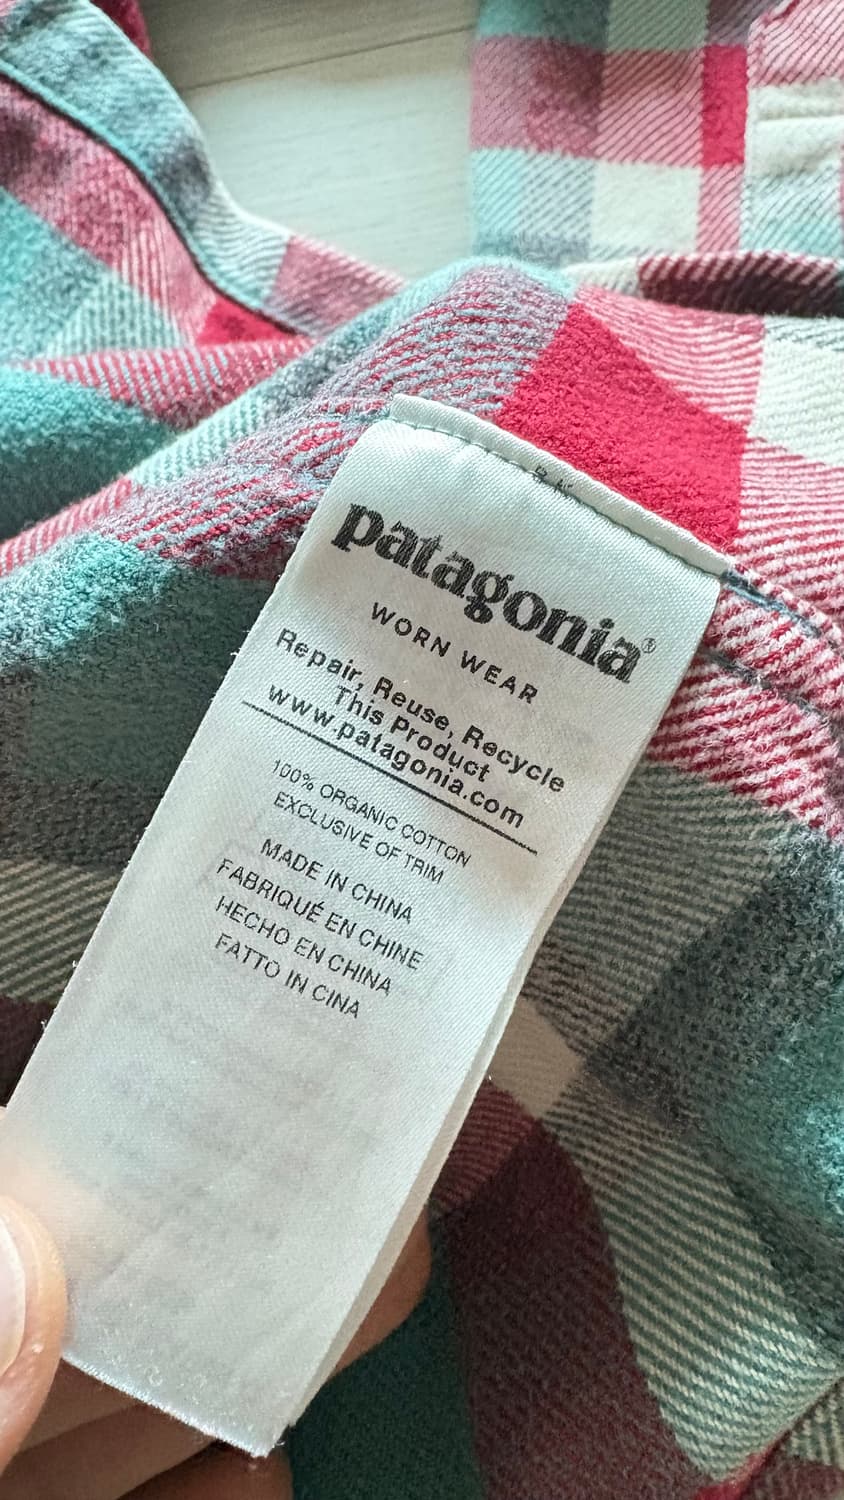 patagonia®
WORN WEAR
Repair, Reuse, Recycle
This Product
www.patagonia.com
100% ORGANIC COTTON
EXCLUSIVE OF TRIM
MADE IN CHINA
FABRIQUÉ EN CHINE
HECHO EN CHINA
FATTO IN CINA